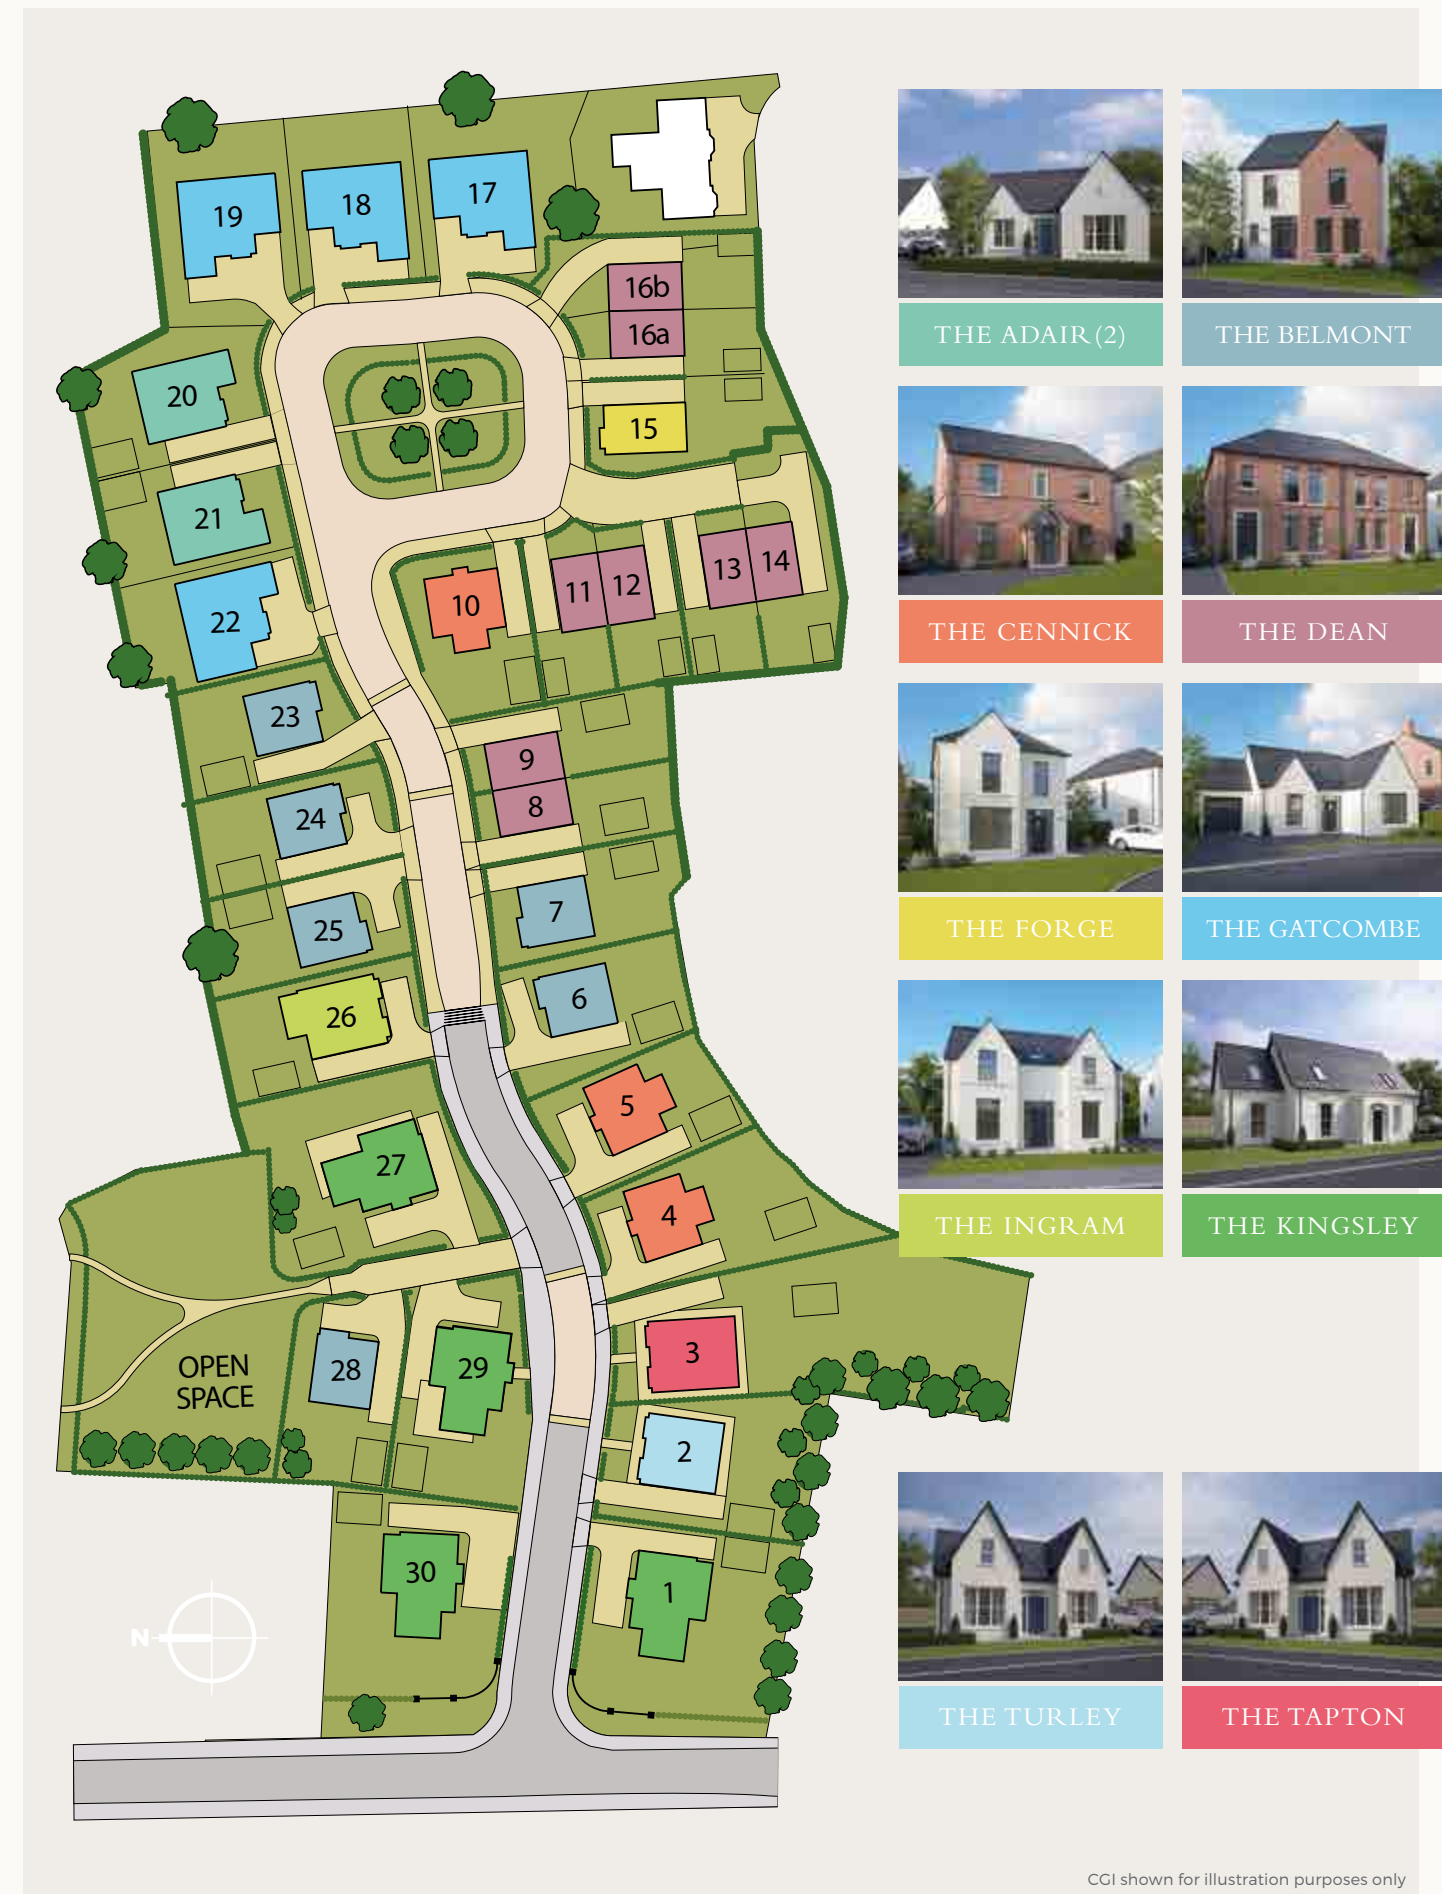 19
18
17
16b
16a
15
20
21
22
10
11
12
13
14
23
9
8
24
25
7
26
6
27
5
4
OPEN
SPACE
28
29
3
2
30
1
N
THE ADAIR (2)
THE BELMONT
THE CENNICK
THE DEAN
THE FORGE
THE GATCOMBE
THE INGRAM
THE KINGSLEY
THE TURLEY
THE TAPTON
CGI shown for illustration purposes only